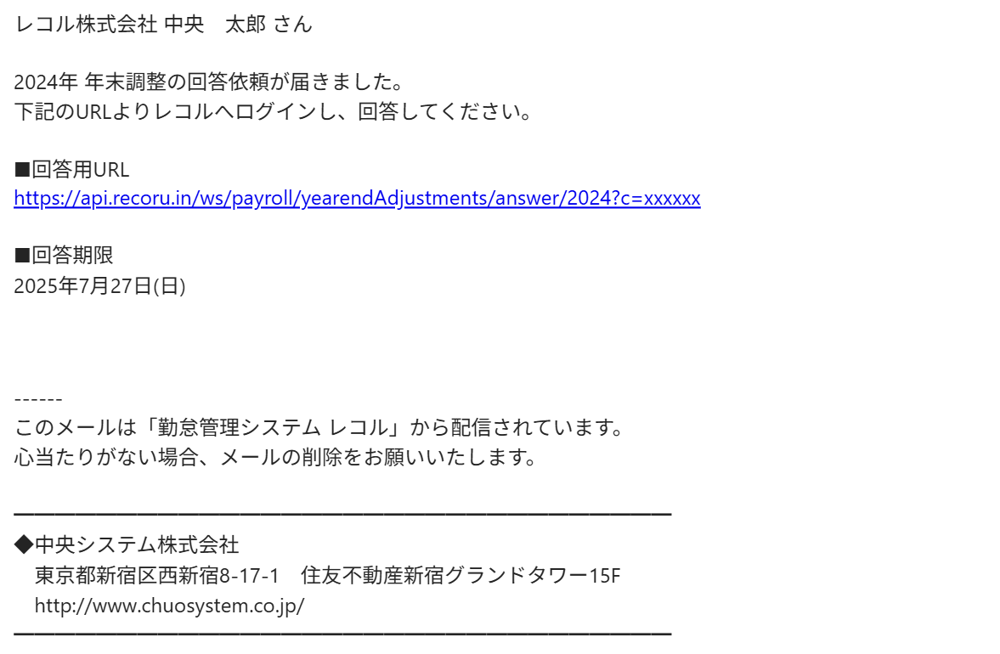 レコル株式会社 中央　太郎 さん
2024年 年末調整の回答依頼が届きました。
下記のURLよりレコルへログインし、回答してください。
■回答用URL
https://api.recoru.in/ws/payroll/yearendAdjustments/answer/2024?c=xxxxxx
■回答期限
2025年7月27日(日)
------
このメールは「勤怠管理システム レコル」から配信されています。
心当たりがない場合、メールの削除をお願いいたします。
◆中央システム株式会社
東京都新宿区西新宿8-17-1　住友不動産新宿グランドタワー15F
http://www.chuosystem.co.jp/